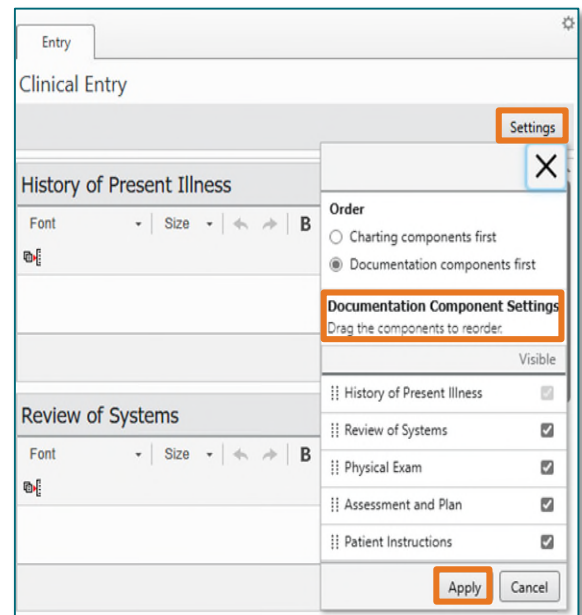 Entry
Clinical Entry
Settings
History of Present Illness
Font Size B
Order
Charting components first
Documentation components first
Documentation Component Settings
Drag the components to reorder.
Visible
History of Present Illness
Review of Systems
Physical Exam
Assessment and Plan
Patient Instructions
Apply Cancel
Review of Systems
Font Size B